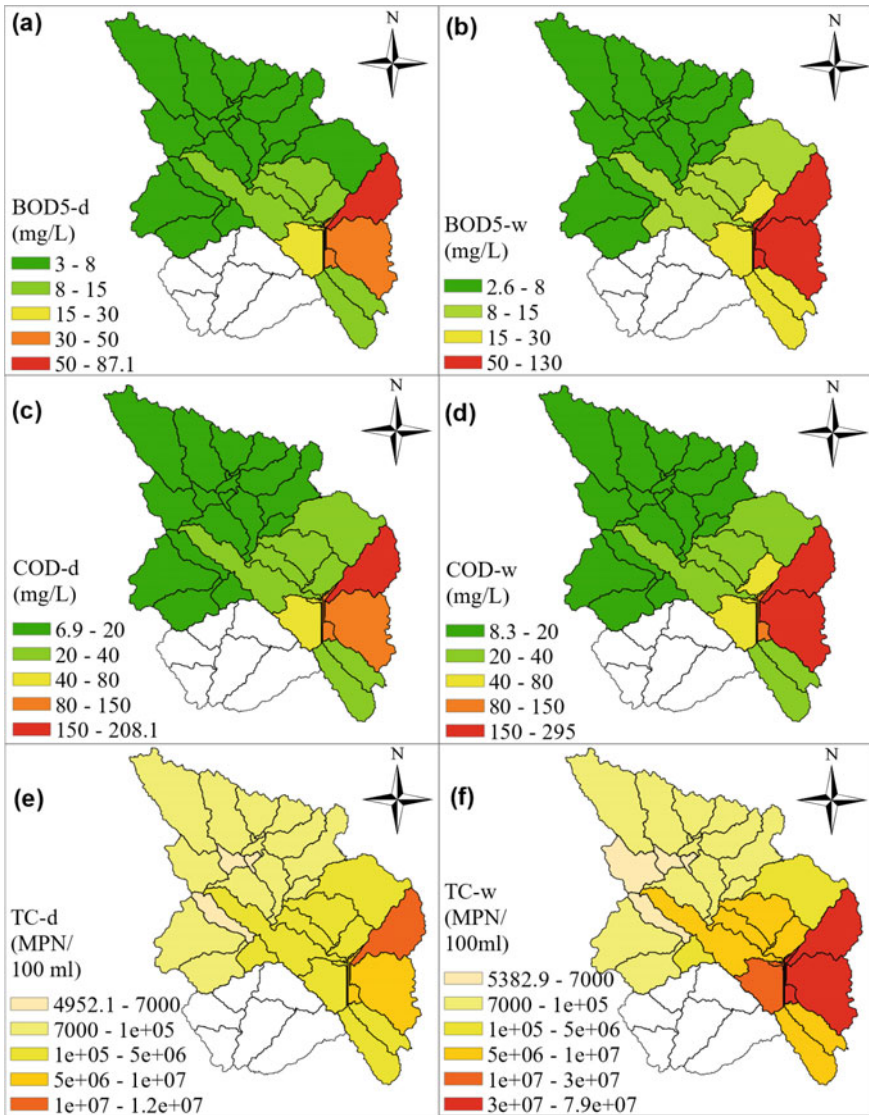 (a)
N
BOD5-d
(mg/L)
3 - 8
8 - 15
15 - 30
30 - 50
50 - 87.1
(b)
N
BOD5-w
(mg/L)
2.6 - 8
8 - 15
15 - 30
50 - 130
(c)
N
COD-d
(mg/L)
6.9 - 20
20 - 40
40 - 80
80 - 150
150 - 208.1
(d)
N
COD-w
(mg/L)
8.3 - 20
20 - 40
40 - 80
80 - 150
150 - 295
(e)
N
TC-d
(MPN/
100 ml)
4952.1 - 7000
7000 - 1e+05
1e+05 - 5e+06
5e+06 - 1e+07
1e+07 - 1.2e+07
(f)
N
TC-w
(MPN/
100ml)
5382.9 - 7000
7000 - 1e+05
1e+05 - 5e+06
5e+06 - 1e+07
1e+07 - 3e+07
3e+07 - 7.9e+07